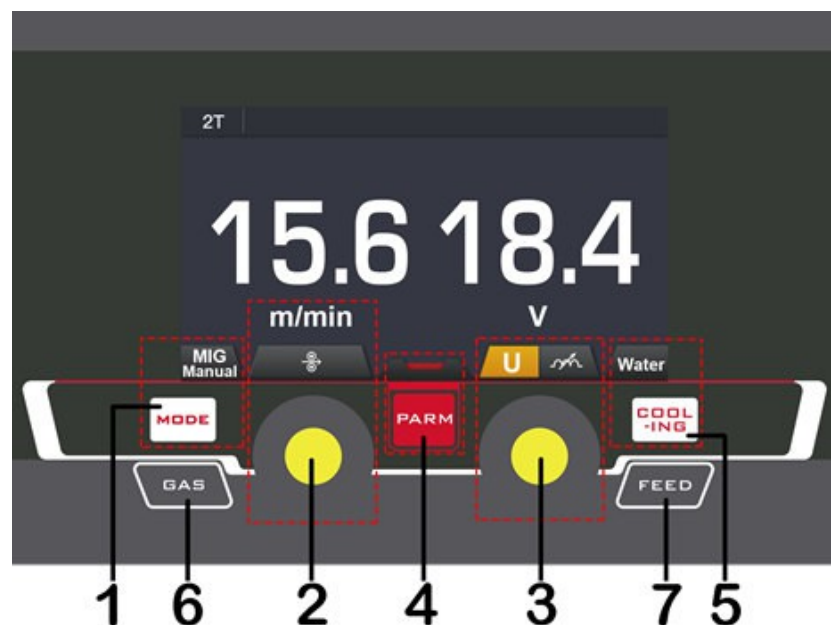 2T
15.6 18.4
m/min V
MIG
Manual
U
Water
MODE
PARM
COOL
-ING
GAS
FEED
1 6 2 4 3 7 5